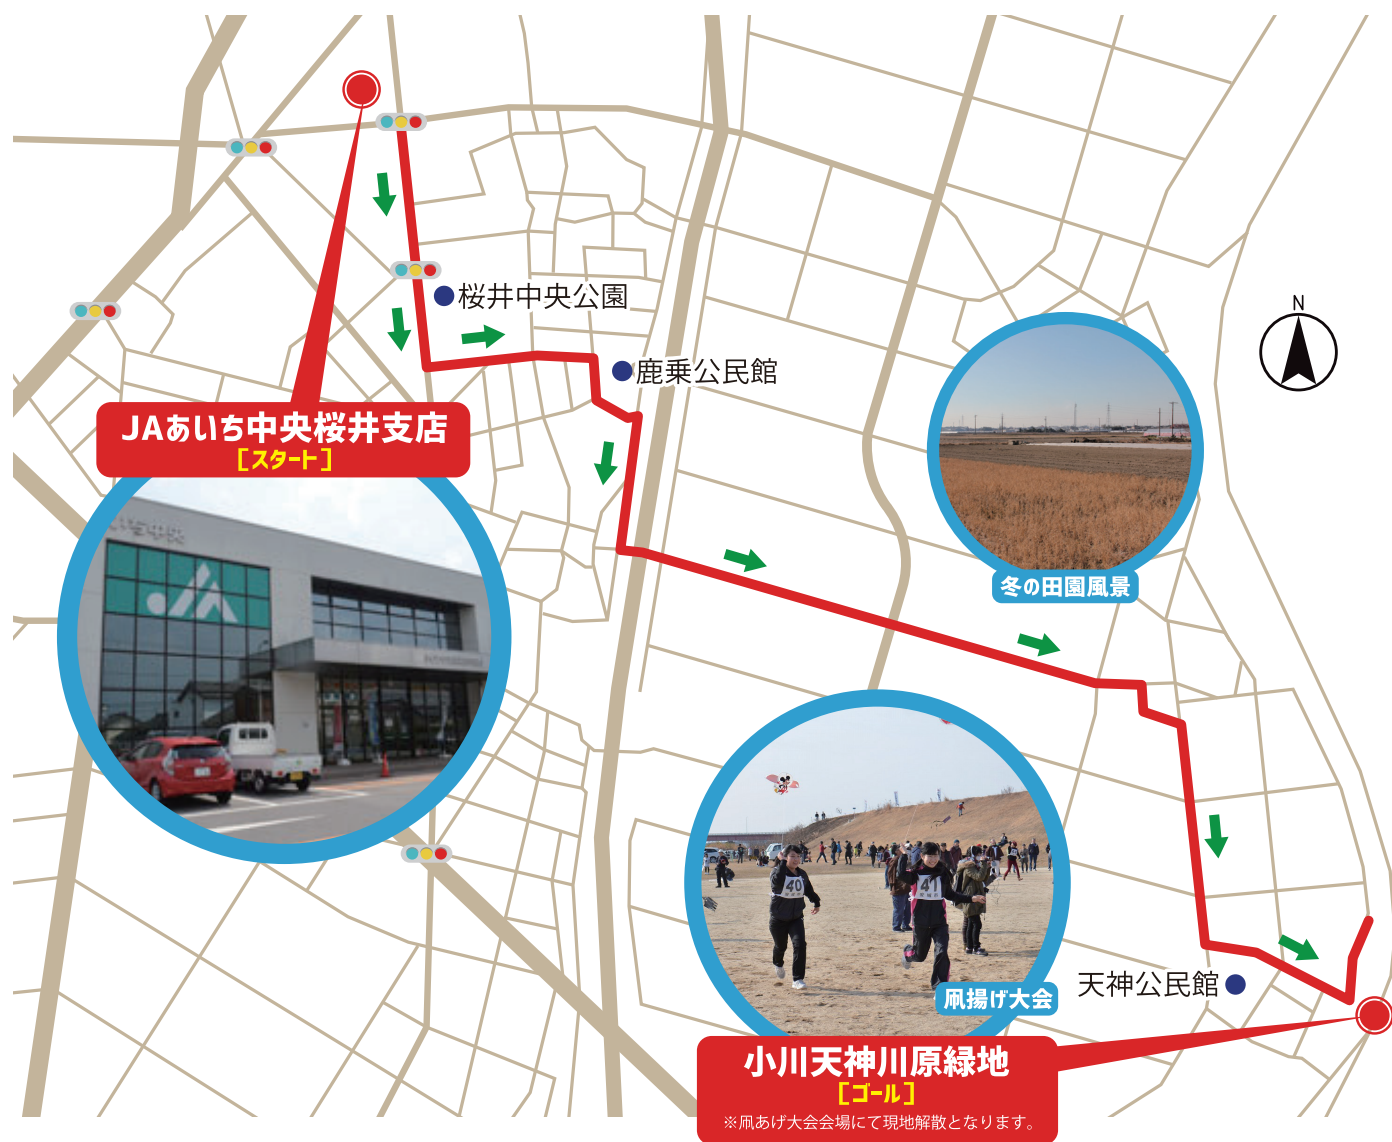 N
桜井中央公園
鹿乗公民館
JAあいち中央桜井支店
［スタート］
JA
冬の田園風景
40
41
天神公民館
凧揚げ大会
小川天神川原緑地
［ゴール］
※凧あげ大会会場にて現地解散となります。